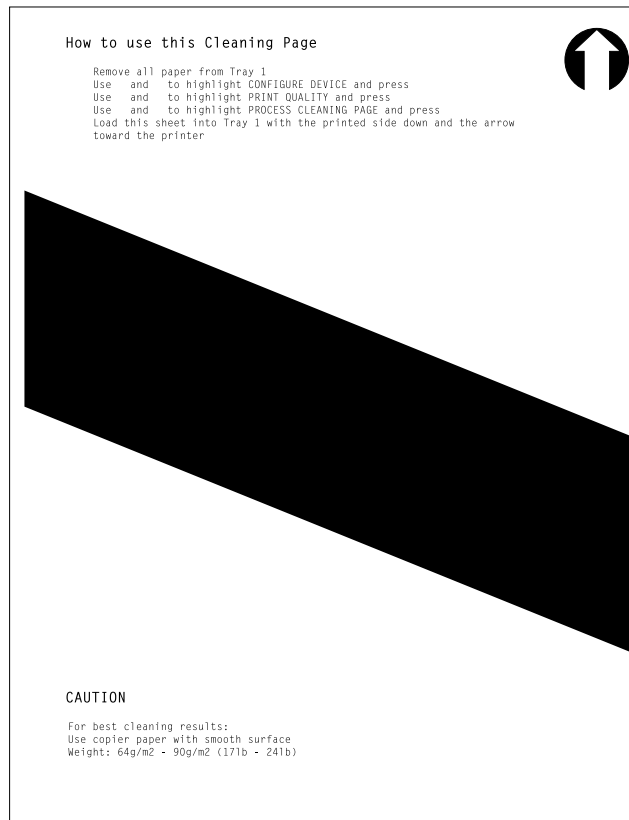 How to use this Cleaning Page
Remove all paper from Tray 1
Use and to highlight CONFIGURE DEVICE and press
Use and to highlight PRINT QUALITY and press
Use and to highlight PROCESS CLEANING PAGE and press
Load this sheet into Tray 1 with the printed side down and the arrow
toward the printer
CAUTION
For best cleaning results:
Use copier paper with smooth surface
Weight: 64g/m2 - 90g/m2 (17lb - 24lb)